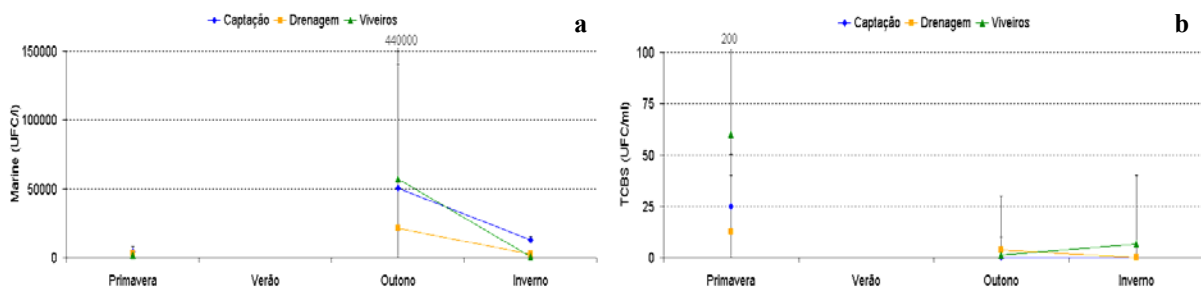 Captação Drenagem Viveiros
a
440000
150000
100000
50000
0
Marine (UFC/l)
Primavera Verão Outono Inverno
Captação Drenagem Viveiros
b
200
100
75
50
25
0
TCBS (UFC/ml)
Primavera Verão Outono Inverno